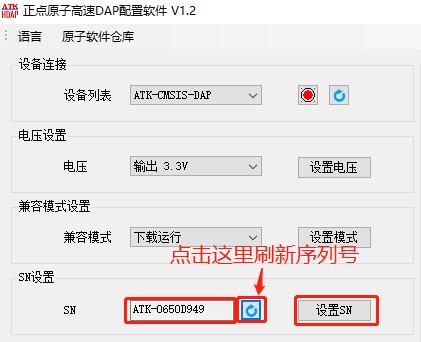 ATK HDAP 正点原子高速DAP配置软件 V1.2
语言 原子软件仓库
设备连接
设备列表 ATK-CMSIS-DAP
电压设置
电压 输出 3.3V 设置电压
兼容模式设置
兼容模式 下载运行 设置模式
点击这里刷新序列号
SN设置
SN ATK-0650D949 设置SN